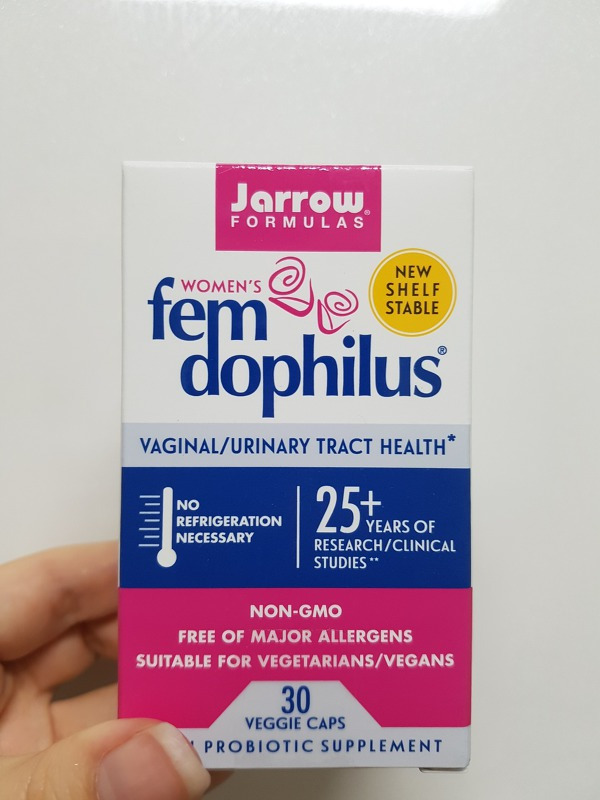 Jarrow®
FORMULAS
WOMEN'S
fem
dophilus®
NEW
SHELF
STABLE
VAGINAL/URINARY TRACT HEALTH*
NO
REFRIGERATION
NECESSARY
25+ YEARS OF
RESEARCH/CLINICAL
STUDIES**
NON-GMO
FREE OF MAJOR ALLERGENS
SUITABLE FOR VEGETARIANS/VEGANS
30
VEGGIE CAPS
PROBIOTIC SUPPLEMENT